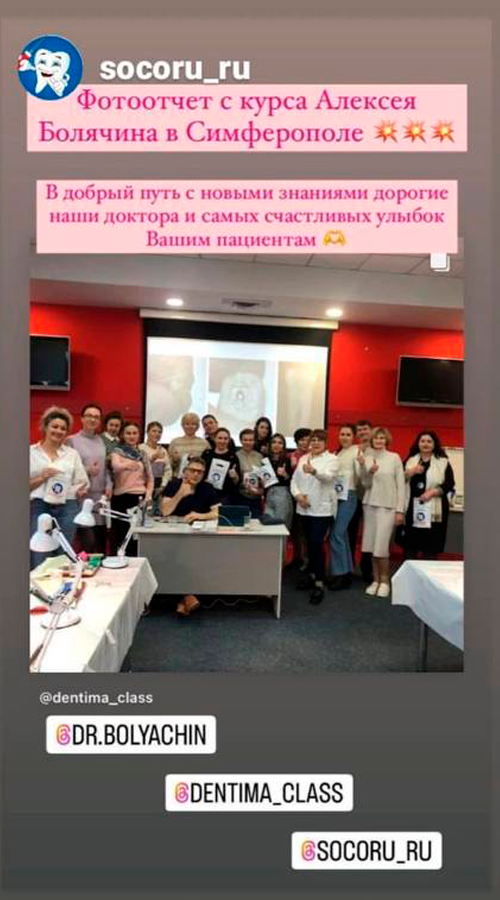 socoru_ru
Фотоотчет с курса Алексея
Болячина в Симферополе 💥💥💥
В добрый путь с новыми знаниями дорогие
наши доктора и самых счастливых улыбок
Вашим пациентам 🫶
@dentima_class
@DR.BOLYACHIN
@DENTIMA_CLASS
@SOCORU_RU